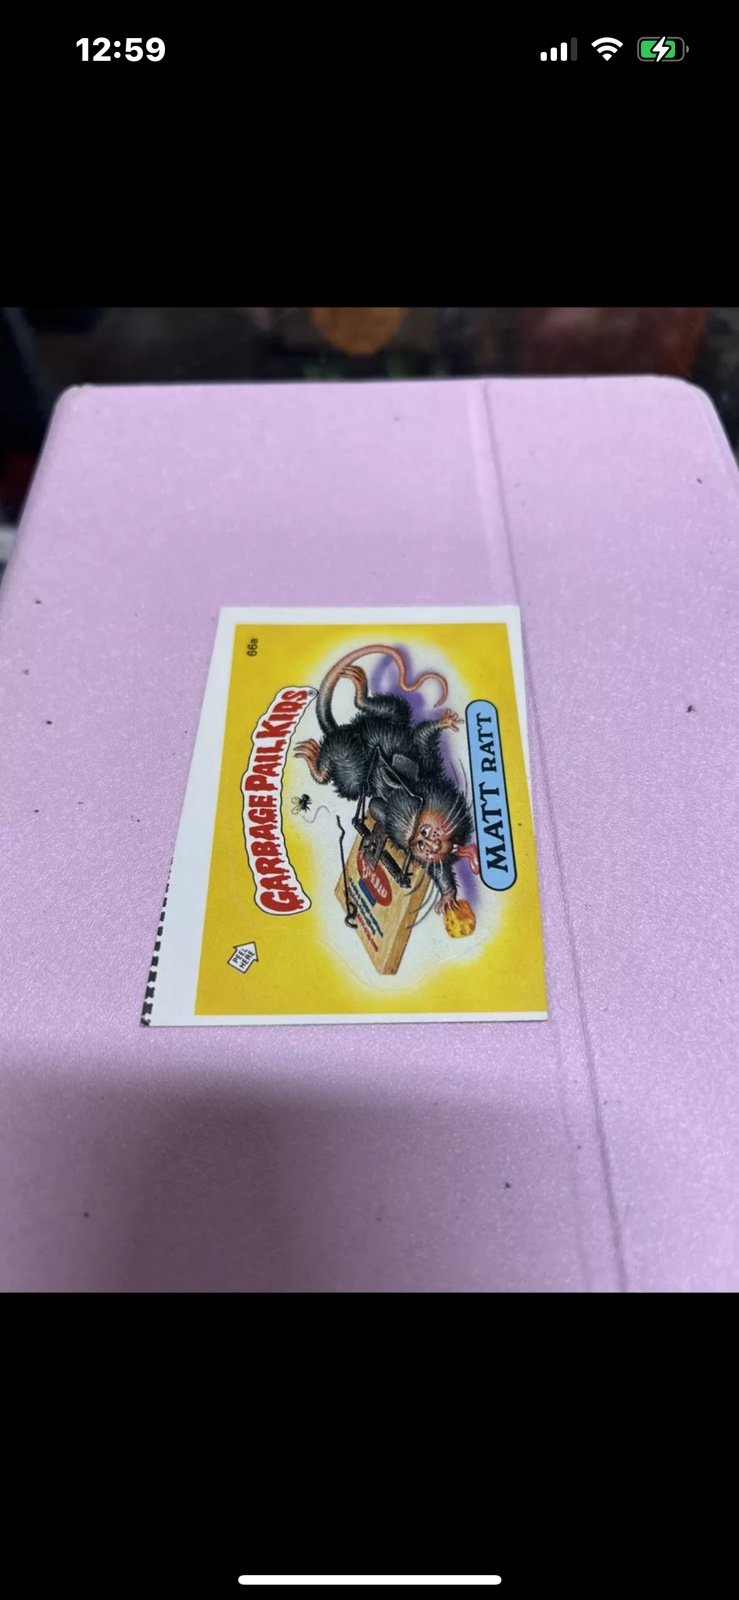 12:59
66a
GARBAGE PAIL KIDS
®
PEEL
HERE
MATT RATT